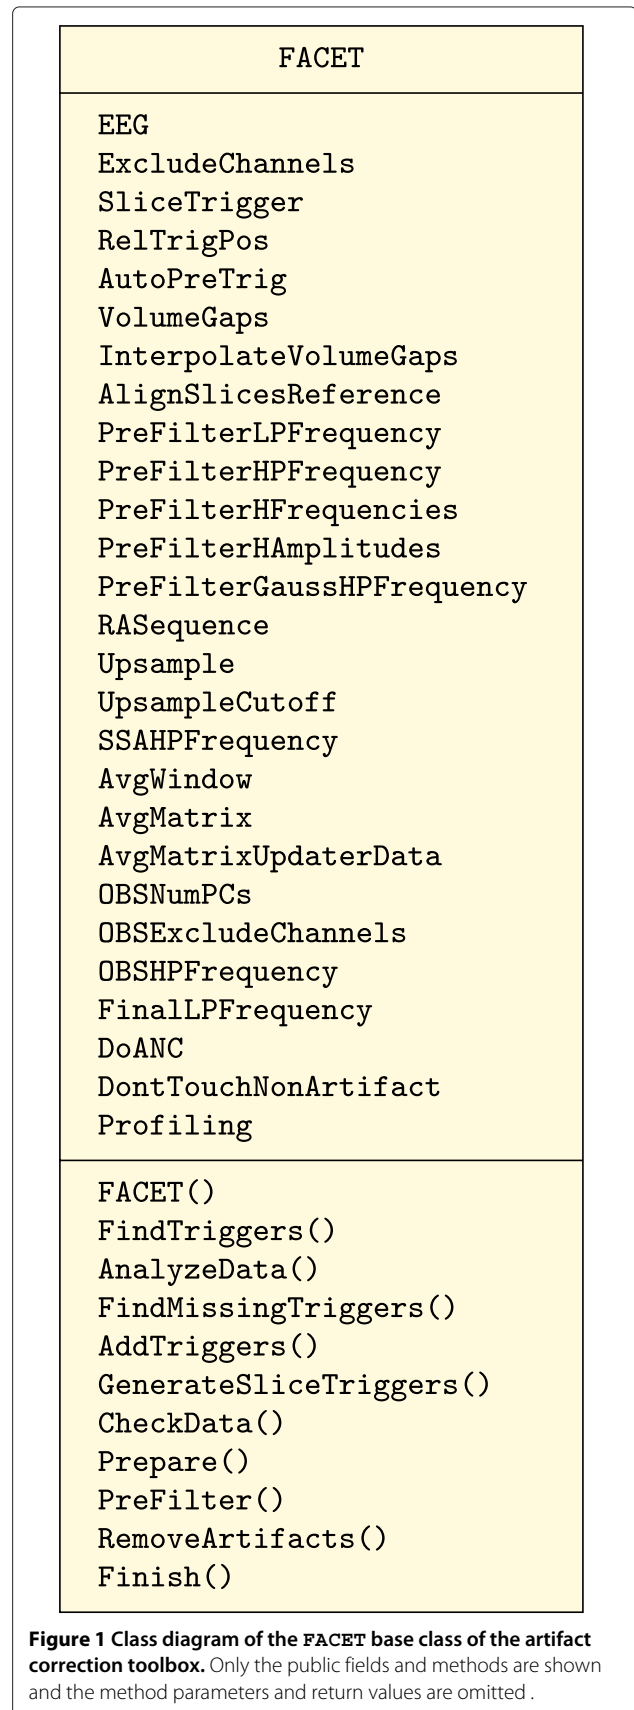 FACET
EEG
ExcludeChannels
SliceTrigger
RelTrigPos
AutoPreTrig
VolumeGaps
InterpolateVolumeGaps
AlignSlicesReference
PreFilterLPFrequency
PreFilterHPFrequency
PreFilterHFrequencies
PreFilterHAmplitudes
PreFilterGaussHPFrequency
RASequence
Upsample
UpsampleCutoff
SSAHPFrequency
AvgWindow
AvgMatrix
AvgMatrixUpdaterData
OBSNumPCs
OBSExcludeChannels
OBSHPFrequency
FinalLPFrequency
DoANC
DontTouchNonArtifact
Profiling
FACET()
FindTriggers()
AnalyzeData()
FindMissingTriggers()
AddTriggers()
GenerateSliceTriggers()
CheckData()
Prepare()
PreFilter()
RemoveArtifacts()
Finish()
Figure 1 Class diagram of the FACET base class of the artifact
correction toolbox. Only the public fields and methods are shown
and the method parameters and return values are omitted .